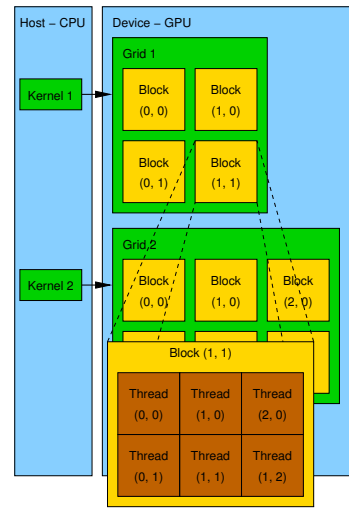 Host – CPU
Device – GPU
Grid 1
Kernel 1
Block
(0, 0)
Block
(1, 0)
Block
(0, 1)
Block
(1, 1)
Grid 2
Kernel 2
Block
(0, 0)
Block
(1, 0)
Block
(2, 0)
Block (1, 1)
Thread
(0, 0)
Thread
(1, 0)
Thread
(2, 0)
Thread
(0, 1)
Thread
(1, 1)
Thread
(1, 2)